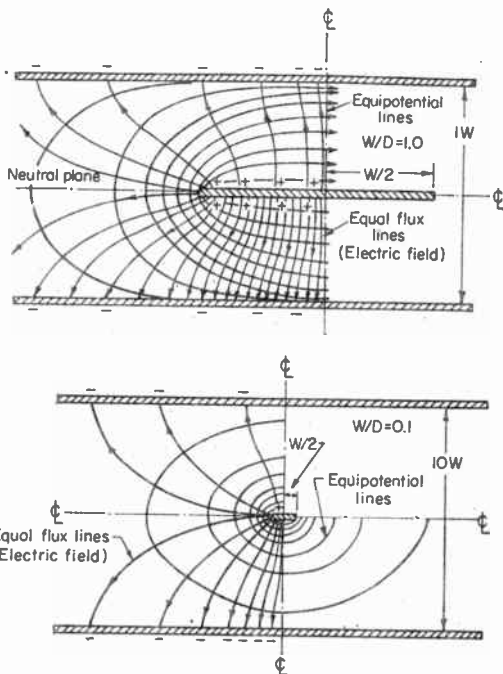 ℄
Equipotential
lines
W/D=1.0
1W
Neutral plane
W/2
℄
Equal flux
lines
(Electric field)
℄
℄
W/D=0.1
W/2
Equipotential
lines
10W
℄
℄
Equal flux lines
(Electric field)
℄